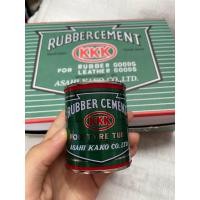 RUBBERCEMENT
KKK
FOR RUBBER GOODS
FOR LEATHER GOODS
ASAHI KAKO CO., LTD.
RUBBER CEMENT
KKK
FOR TYRE TUBE
ASAHI KAKO CO., LTD.